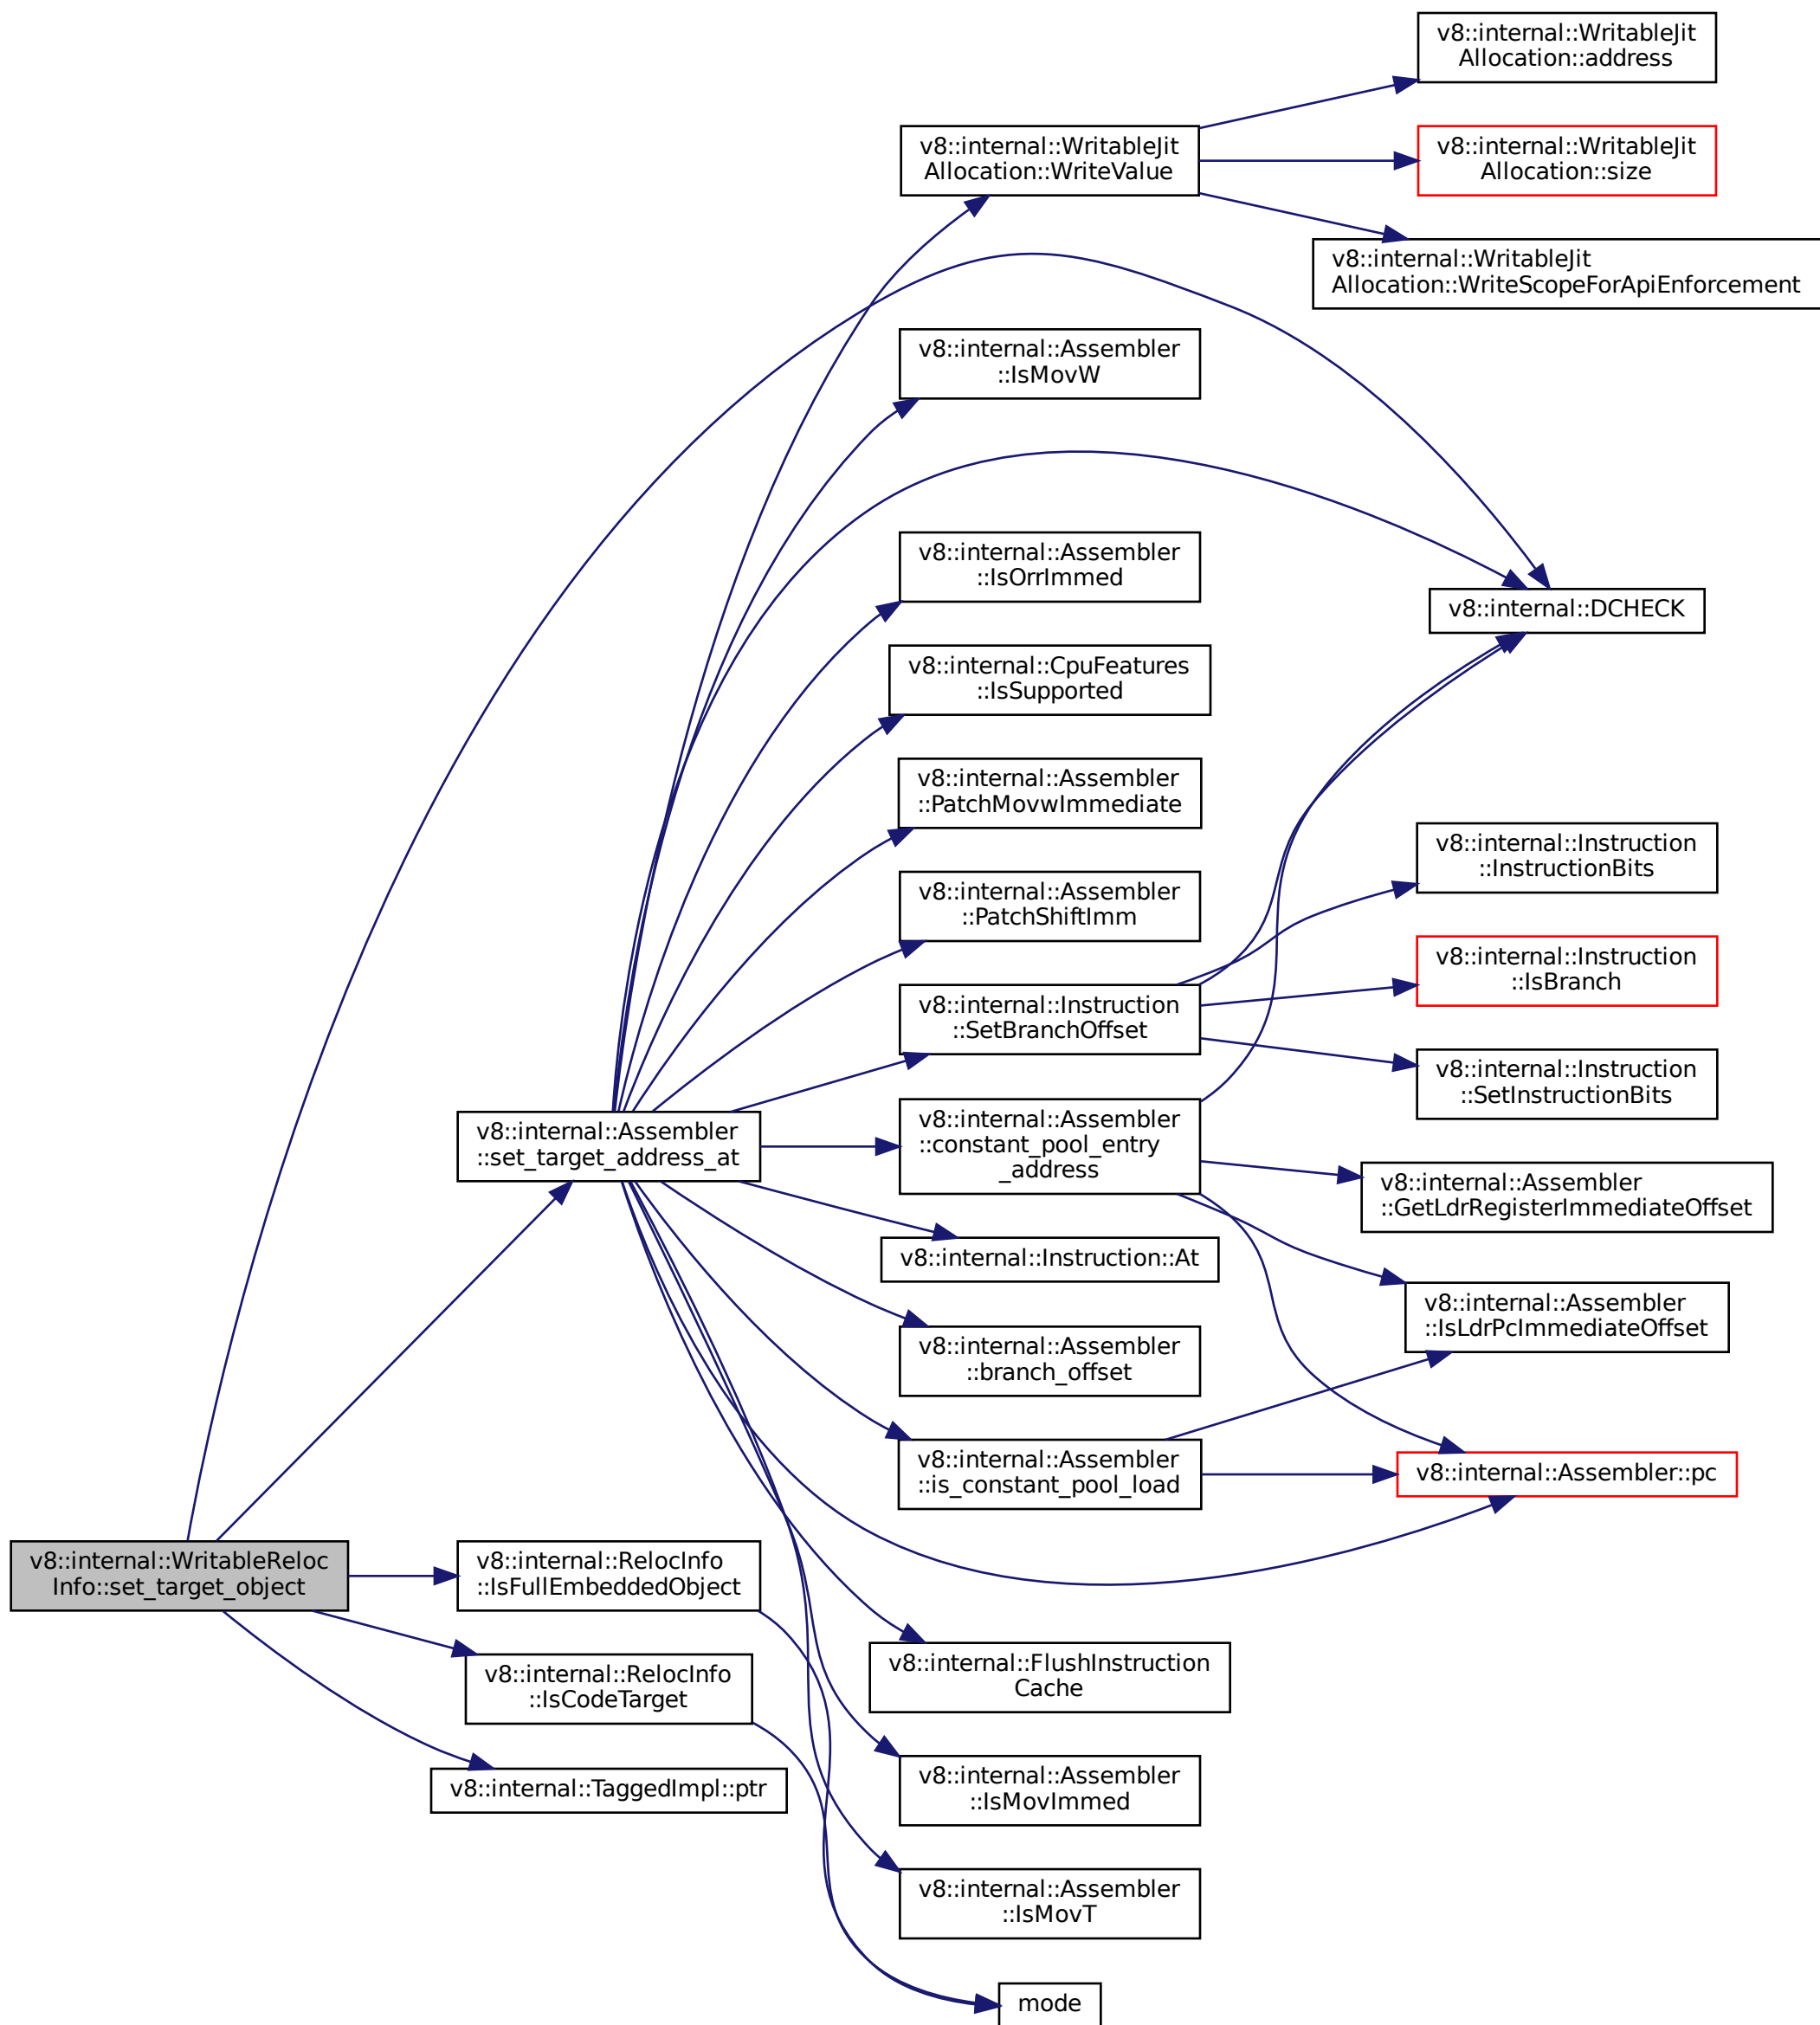 v8::internal::WritableJit
Allocation::address
v8::internal::WritableJit
Allocation::WriteValue
v8::internal::WritableJit
Allocation::size
v8::internal::WritableJit
Allocation::WriteScopeForApiEnforcement
v8::internal::Assembler
::IsMovW
v8::internal::Assembler
::IsOrrImmed
v8::internal::DCHECK
v8::internal::CpuFeatures
::IsSupported
v8::internal::Assembler
::PatchMovwImmediate
v8::internal::Instruction
::InstructionBits
v8::internal::Assembler
::PatchShiftImm
v8::internal::Instruction
::IsBranch
v8::internal::Instruction
::SetBranchOffset
v8::internal::Instruction
::SetInstructionBits
v8::internal::Assembler
::set_target_address_at
v8::internal::Assembler
::constant_pool_entry
_address
v8::internal::Assembler
::GetLdrRegisterImmediateOffset
v8::internal::Instruction::At
v8::internal::Assembler
::IsLdrPcImmediateOffset
v8::internal::Assembler
::branch_offset
v8::internal::Assembler
::is_constant_pool_load
v8::internal::Assembler::pc
v8::internal::WritableReloc
Info::set_target_object
v8::internal::RelocInfo
::IsFullEmbeddedObject
v8::internal::FlushInstruction
Cache
v8::internal::RelocInfo
::IsCodeTarget
v8::internal::TaggedImpl::ptr
v8::internal::Assembler
::IsMovImmed
v8::internal::Assembler
::IsMovT
mode